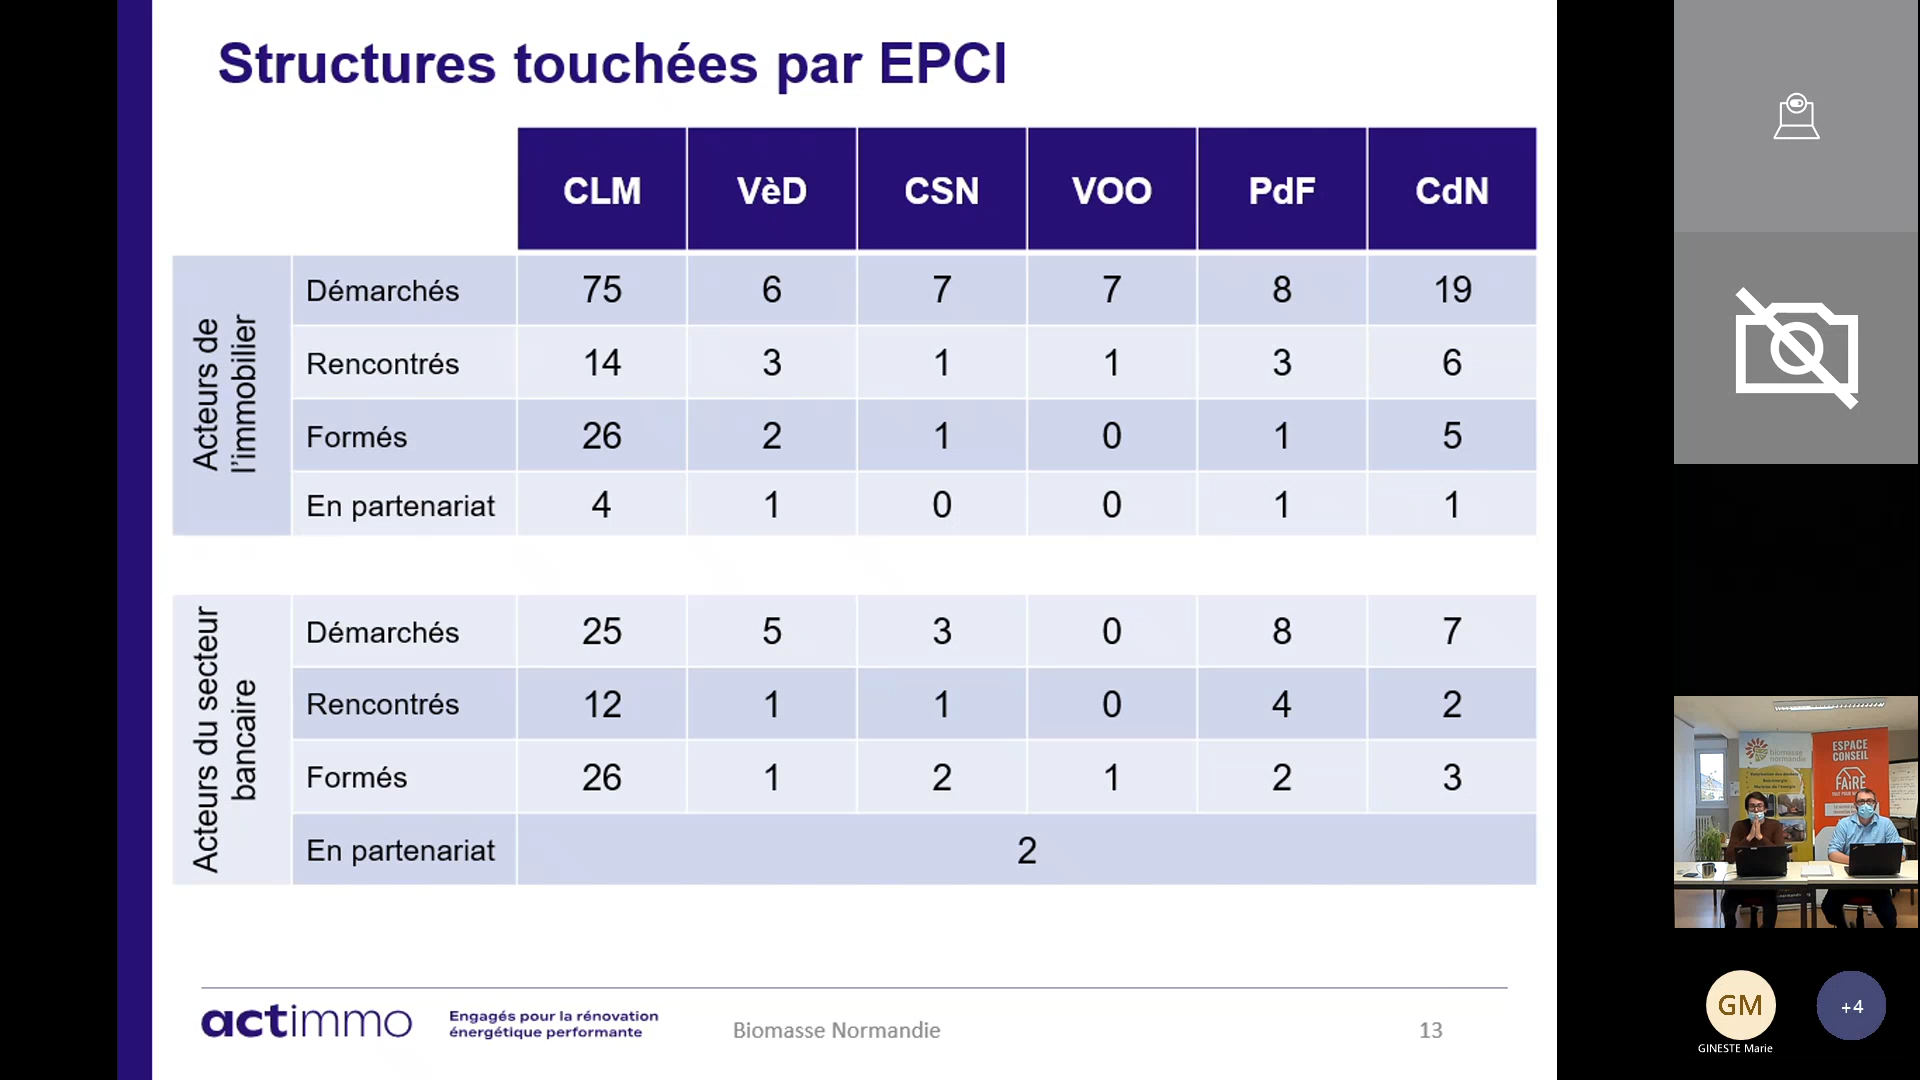 Structures touchées par EPCI
CLM VèD CSN VOO PdF CdN
Acteurs de
l'immobilier
Démarchés 75 6 7 7 8 19
Rencontrés 14 3 1 1 3 6
Formés 26 2 1 0 1 5
En partenariat 4 1 0 0 1 1
Acteurs du secteur
bancaire
Démarchés 25 5 3 0 8 7
Rencontrés 12 1 1 0 4 2
Formés 26 1 2 1 2 3
En partenariat 2
actimmo
Engagés pour la rénovation
énergétique performante
Biomasse Normandie
13
biomasse
normandie
ESPACE
CONSEIL
FAIRE
GM
+4
GINESTE Marie